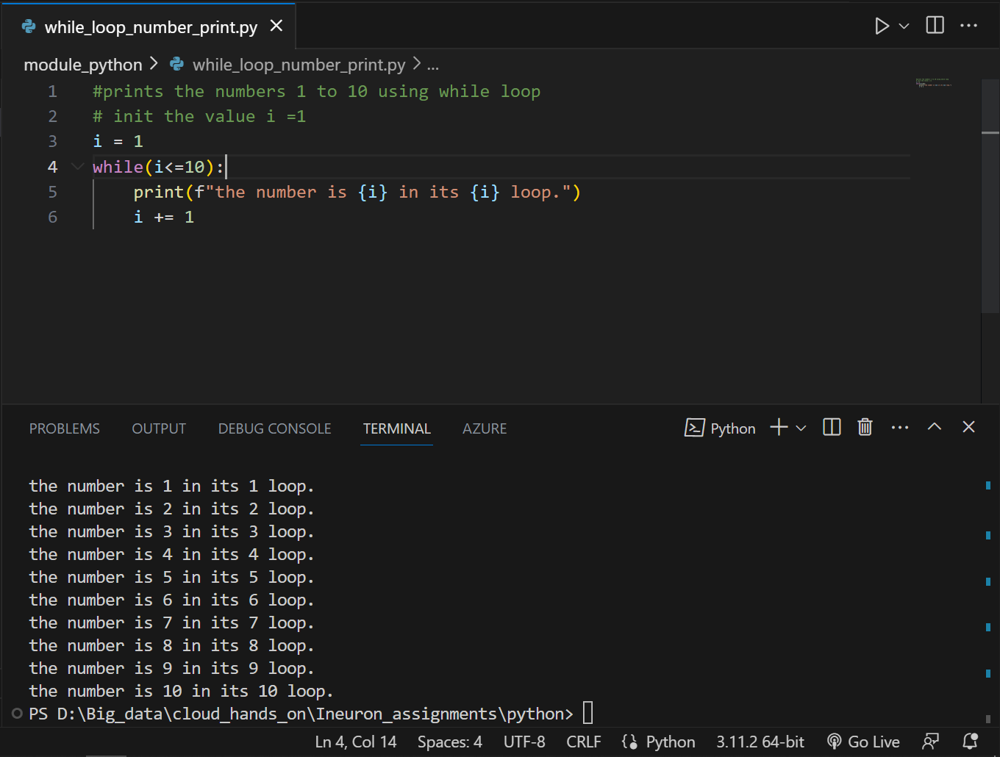 while_loop_number_print.py
module_python > while_loop_number_print.py > ...
1 #prints the numbers 1 to 10 using while loop
2 # init the value i =1
3 i = 1
4 while(i<=10):
5     print(f"the number is {i} in its {i} loop.")
6     i += 1
PROBLEMS OUTPUT DEBUG CONSOLE TERMINAL AZURE Python
the number is 1 in its 1 loop.
the number is 2 in its 2 loop.
the number is 3 in its 3 loop.
the number is 4 in its 4 loop.
the number is 5 in its 5 loop.
the number is 6 in its 6 loop.
the number is 7 in its 7 loop.
the number is 8 in its 8 loop.
the number is 9 in its 9 loop.
the number is 10 in its 10 loop.
PS D:\Big_data\cloud_hands_on\Ineuron_assignments\python>
Ln 4, Col 14 Spaces: 4 UTF-8 CRLF Python 3.11.2 64-bit Go Live